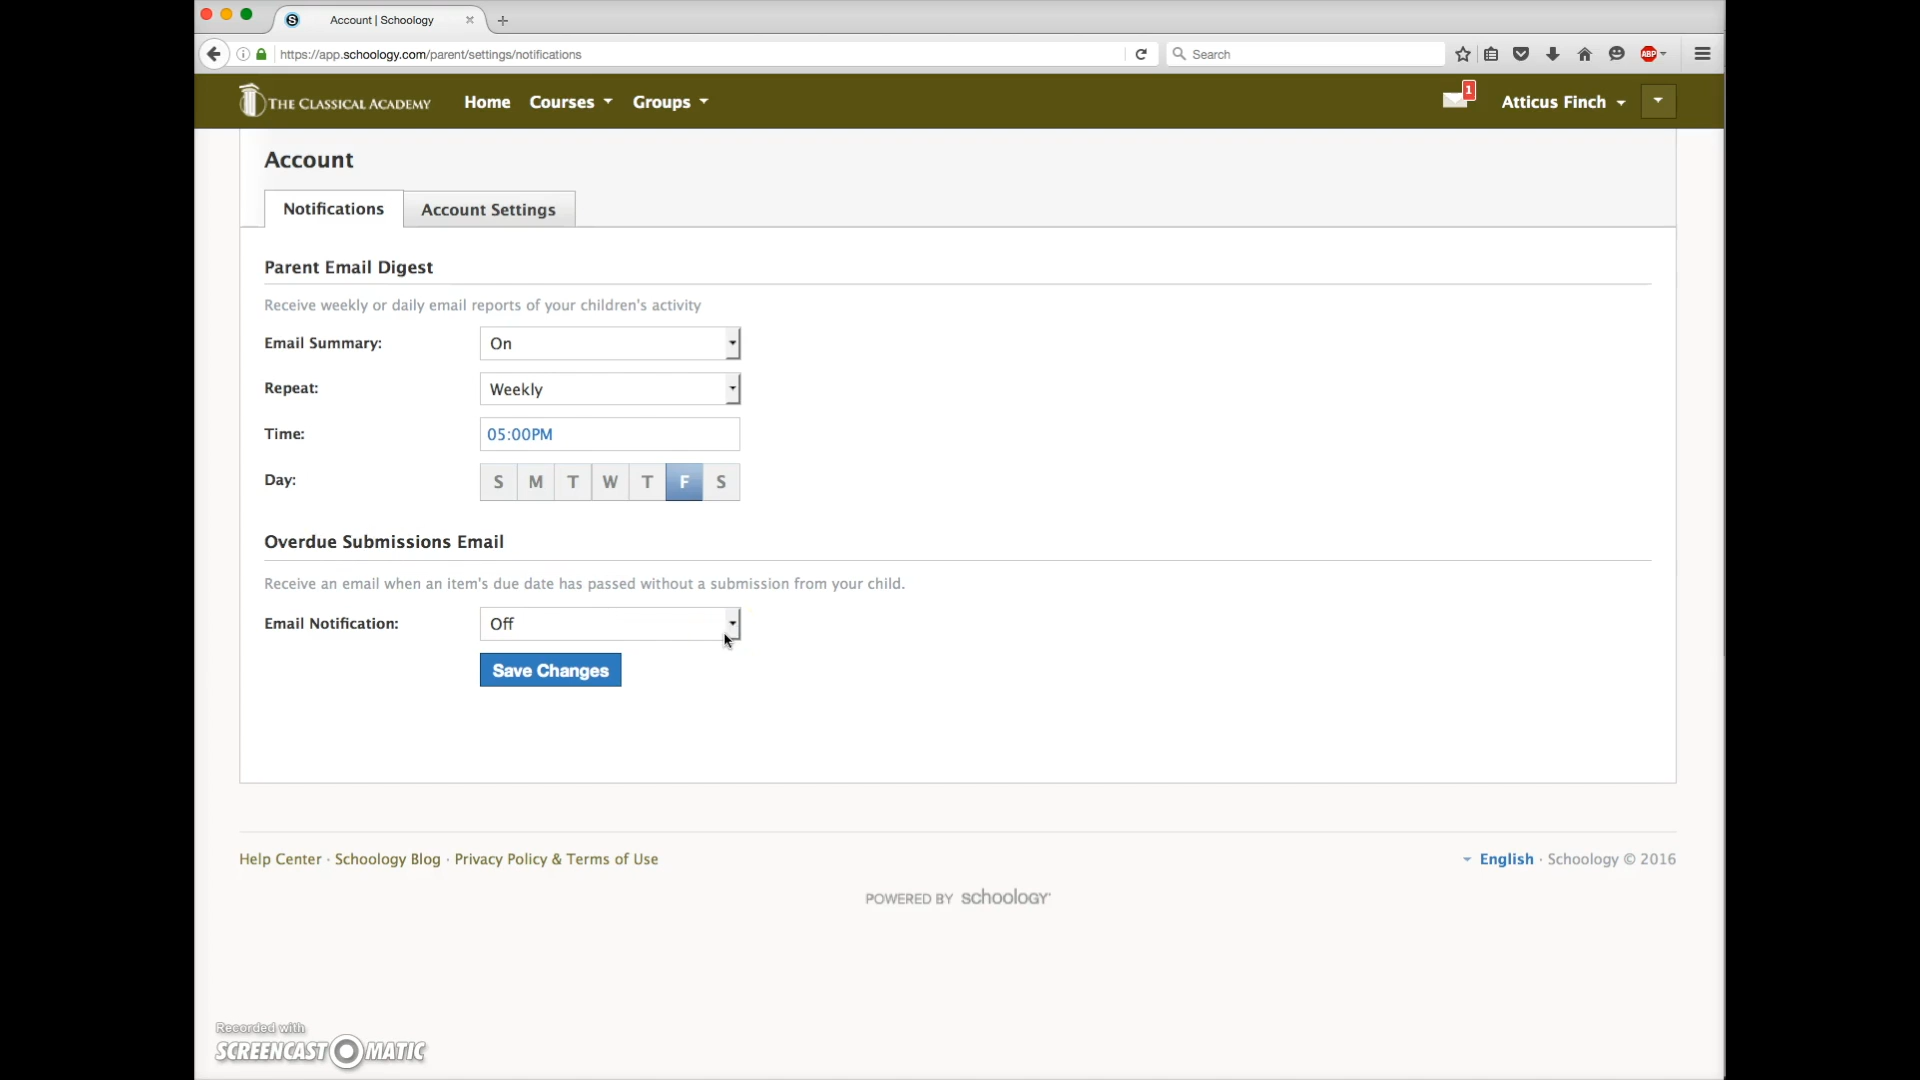 Account | Schoology
https://app.schoology.com/parent/settings/notifications
Search
ABP
THE CLASSICAL ACADEMY
Home Courses Groups
1
Atticus Finch
Account
Notifications Account Settings
Parent Email Digest
Receive weekly or daily email reports of your children's activity
Email Summary: On
Repeat: Weekly
Time: 05:00PM
Day: S M T W T F S
Overdue Submissions Email
Receive an email when an item's due date has passed without a submission from your child.
Email Notification: Off
Save Changes
Help Center · Schoology Blog · Privacy Policy & Terms of Use
English · Schoology © 2016
POWERED BY schoology
Recorded with
SCREENCAST-O-MATIC